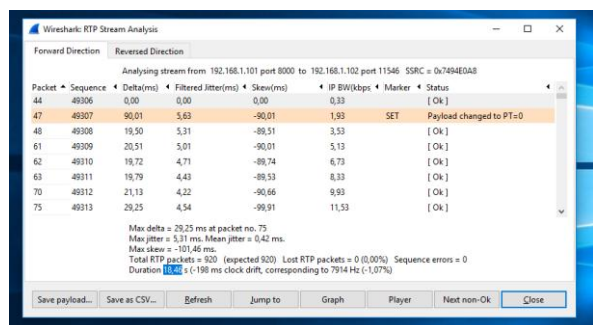 Wireshark: RTP Stream Analysis
Forward Direction Reversed Direction
Analysing stream from 192.168.1.101 port 8000 to 192.168.1.102 port 11546 SSRC = 0x7494E0A8
Packet Sequence Delta(ms) Filtered Jitter(ms) Skew(ms) IP BW(kbps) Marker Status
44 49306 0,00 0,00 0,00 0,33 [ Ok ]
47 49307 90,01 5,63 -90,01 1,93 SET Payload changed to PT=0
48 49308 19,50 5,31 -89,51 3,53 [ Ok ]
61 49309 20,51 5,01 -90,01 5,13 [ Ok ]
62 49310 19,72 4,71 -89,74 6,73 [ Ok ]
63 49311 19,79 4,43 -89,53 8,33 [ Ok ]
70 49312 21,13 4,22 -90,66 9,93 [ Ok ]
75 49313 29,25 4,54 -99,91 11,53 [ Ok ]
Max delta = 29,25 ms at packet no. 75
Max jitter = 5,31 ms. Mean jitter = 0,42 ms.
Max skew = -101,46 ms.
Total RTP packets = 920 (expected 920) Lost RTP packets = 0 (0,00%) Sequence errors = 0
Duration 18,46 s (-198 ms clock drift, corresponding to 7914 Hz (-1,07%)
Save payload... Save as CSV... Refresh Jump to Graph Player Next non-Ok Close